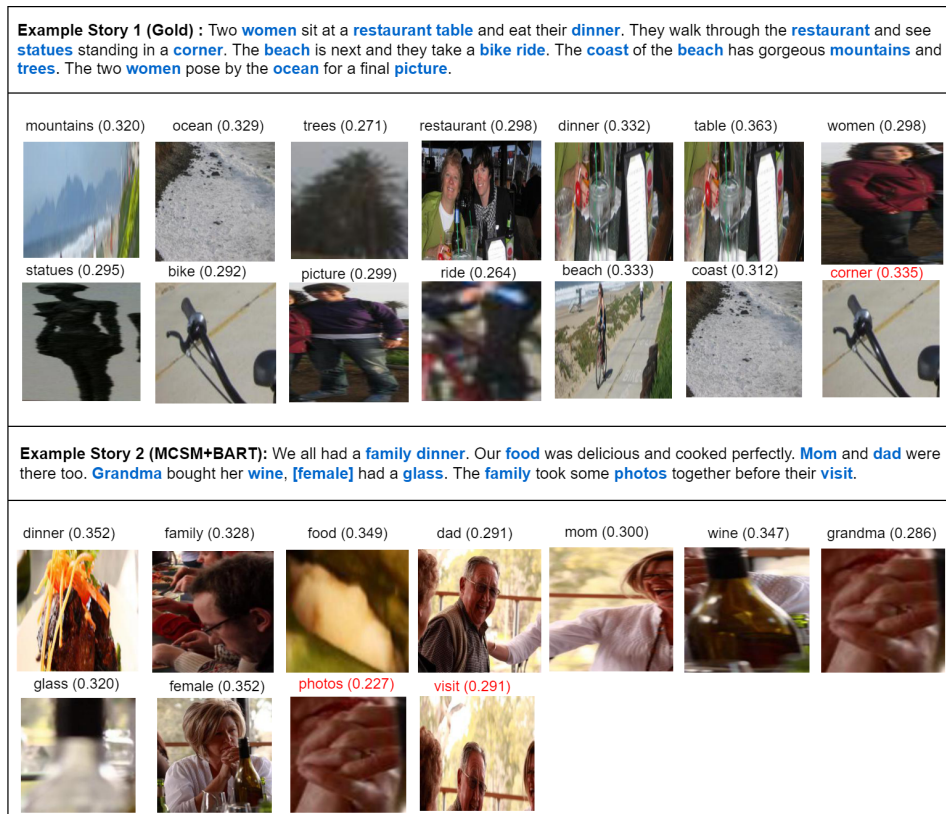 Example Story 1 (Gold) : Two women sit at a restaurant table and eat their dinner. They walk through the restaurant and see
statues standing in a corner. The beach is next and they take a bike ride. The coast of the beach has gorgeous mountains and
trees. The two women pose by the ocean for a final picture.
mountains (0.320) ocean (0.329) trees (0.271) restaurant (0.298) dinner (0.332) table (0.363) women (0.298)
statues (0.295) bike (0.292) picture (0.299) ride (0.264) beach (0.333) coast (0.312) corner (0.335)
Example Story 2 (MCSM+BART): We all had a family dinner. Our food was delicious and cooked perfectly. Mom and dad were
there too. Grandma bought her wine, [female] had a glass. The family took some photos together before their visit.
dinner (0.352) family (0.328) food (0.349) dad (0.291) mom (0.300) wine (0.347) grandma (0.286)
glass (0.320) female (0.352) photos (0.227) visit (0.291)